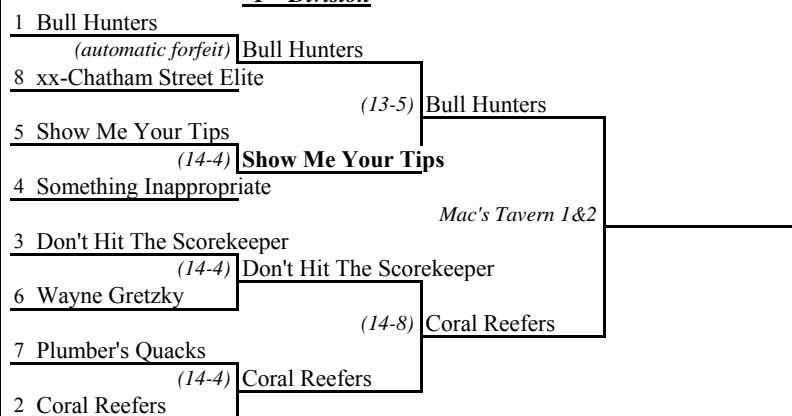 Division
1 Bull Hunters
(automatic forfeit) Bull Hunters
8 xx-Chatham Street Elite
(13-5) Bull Hunters
5 Show Me Your Tips
(14-4) Show Me Your Tips
4 Something Inappropriate
Mac's Tavern 1&2
3 Don't Hit The Scorekeeper
(14-4) Don't Hit The Scorekeeper
6 Wayne Gretzky
(14-8) Coral Reefers
7 Plumber's Quacks
(14-4) Coral Reefers
2 Coral Reefers